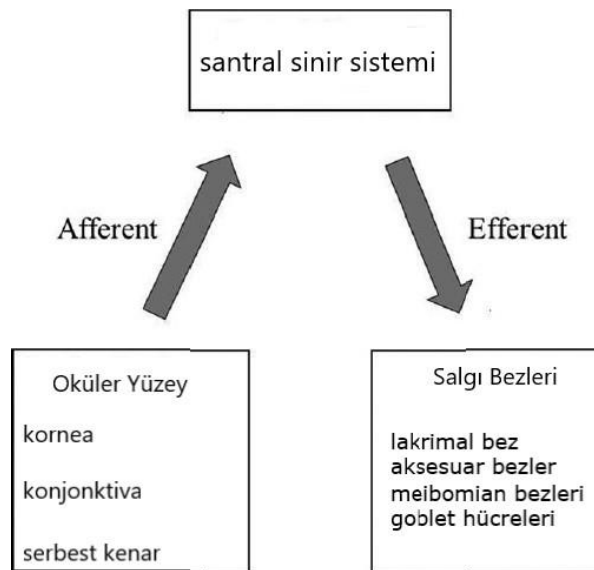 santral sinir sistemi
Afferent
Efferent
Oküler Yüzey
kornea
konjonktiva
serbest kenar
Salgı Bezleri
lakrimal bez
aksesuar bezler
meibomian bezleri
goblet hücreleri